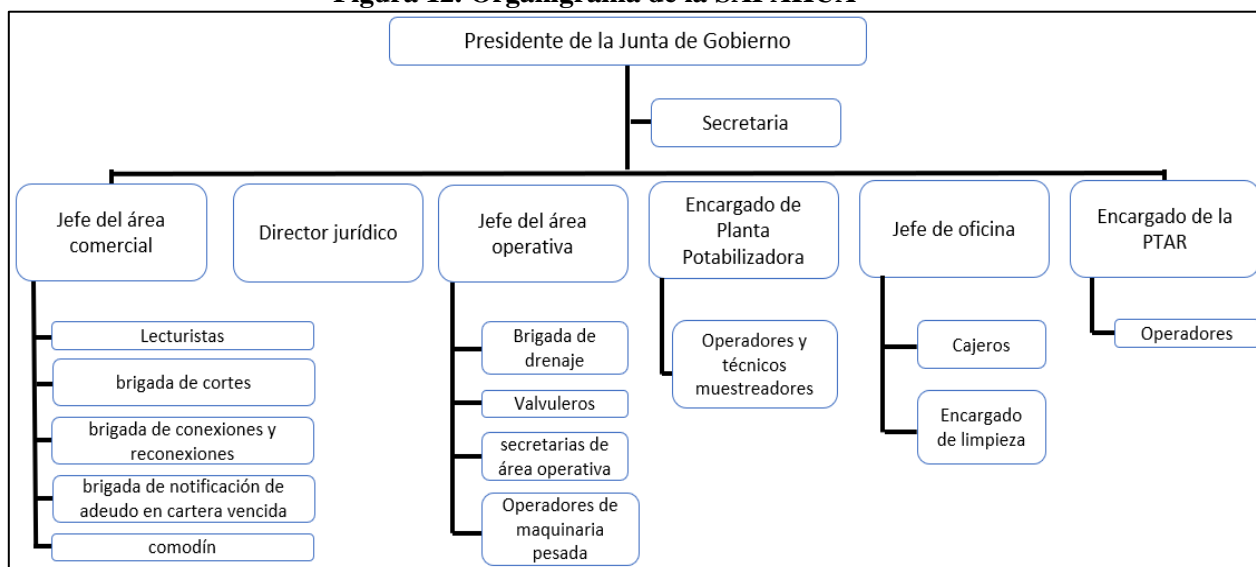 Figura 12. Organigrama de la SAPAHUA
Presidente de la Junta de Gobierno
Secretaria
Jefe del área
comercial
Director jurídico
Jefe del área
operativa
Encargado de
Planta
Potabilizadora
Jefe de oficina
Encargado de la
PTAR
Lecturistas
brigada de cortes
brigada de conexiones y
reconexiones
brigada de notificación de
adeudo en cartera vencida
comodín
Brigada de
drenaje
Valvuleros
secretarias de
área operativa
Operadores de
maquinaria
pesada
Operadores y
técnicos
muestreadores
Cajeros
Encargado
de limpieza
Operadores